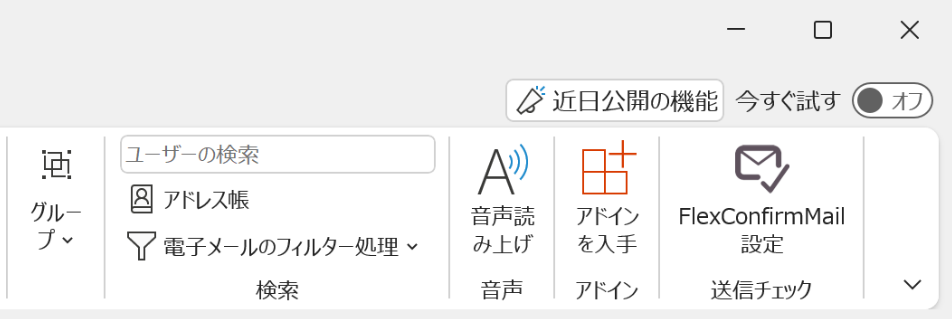 近日公開の機能 今すぐ試す オフ
グルー
プ
ユーザーの検索
アドレス帳
電子メールのフィルター処理
検索
音声読
み上げ
音声
アドイン
を入手
アドイン
FlexConfirmMail
設定
送信チェック